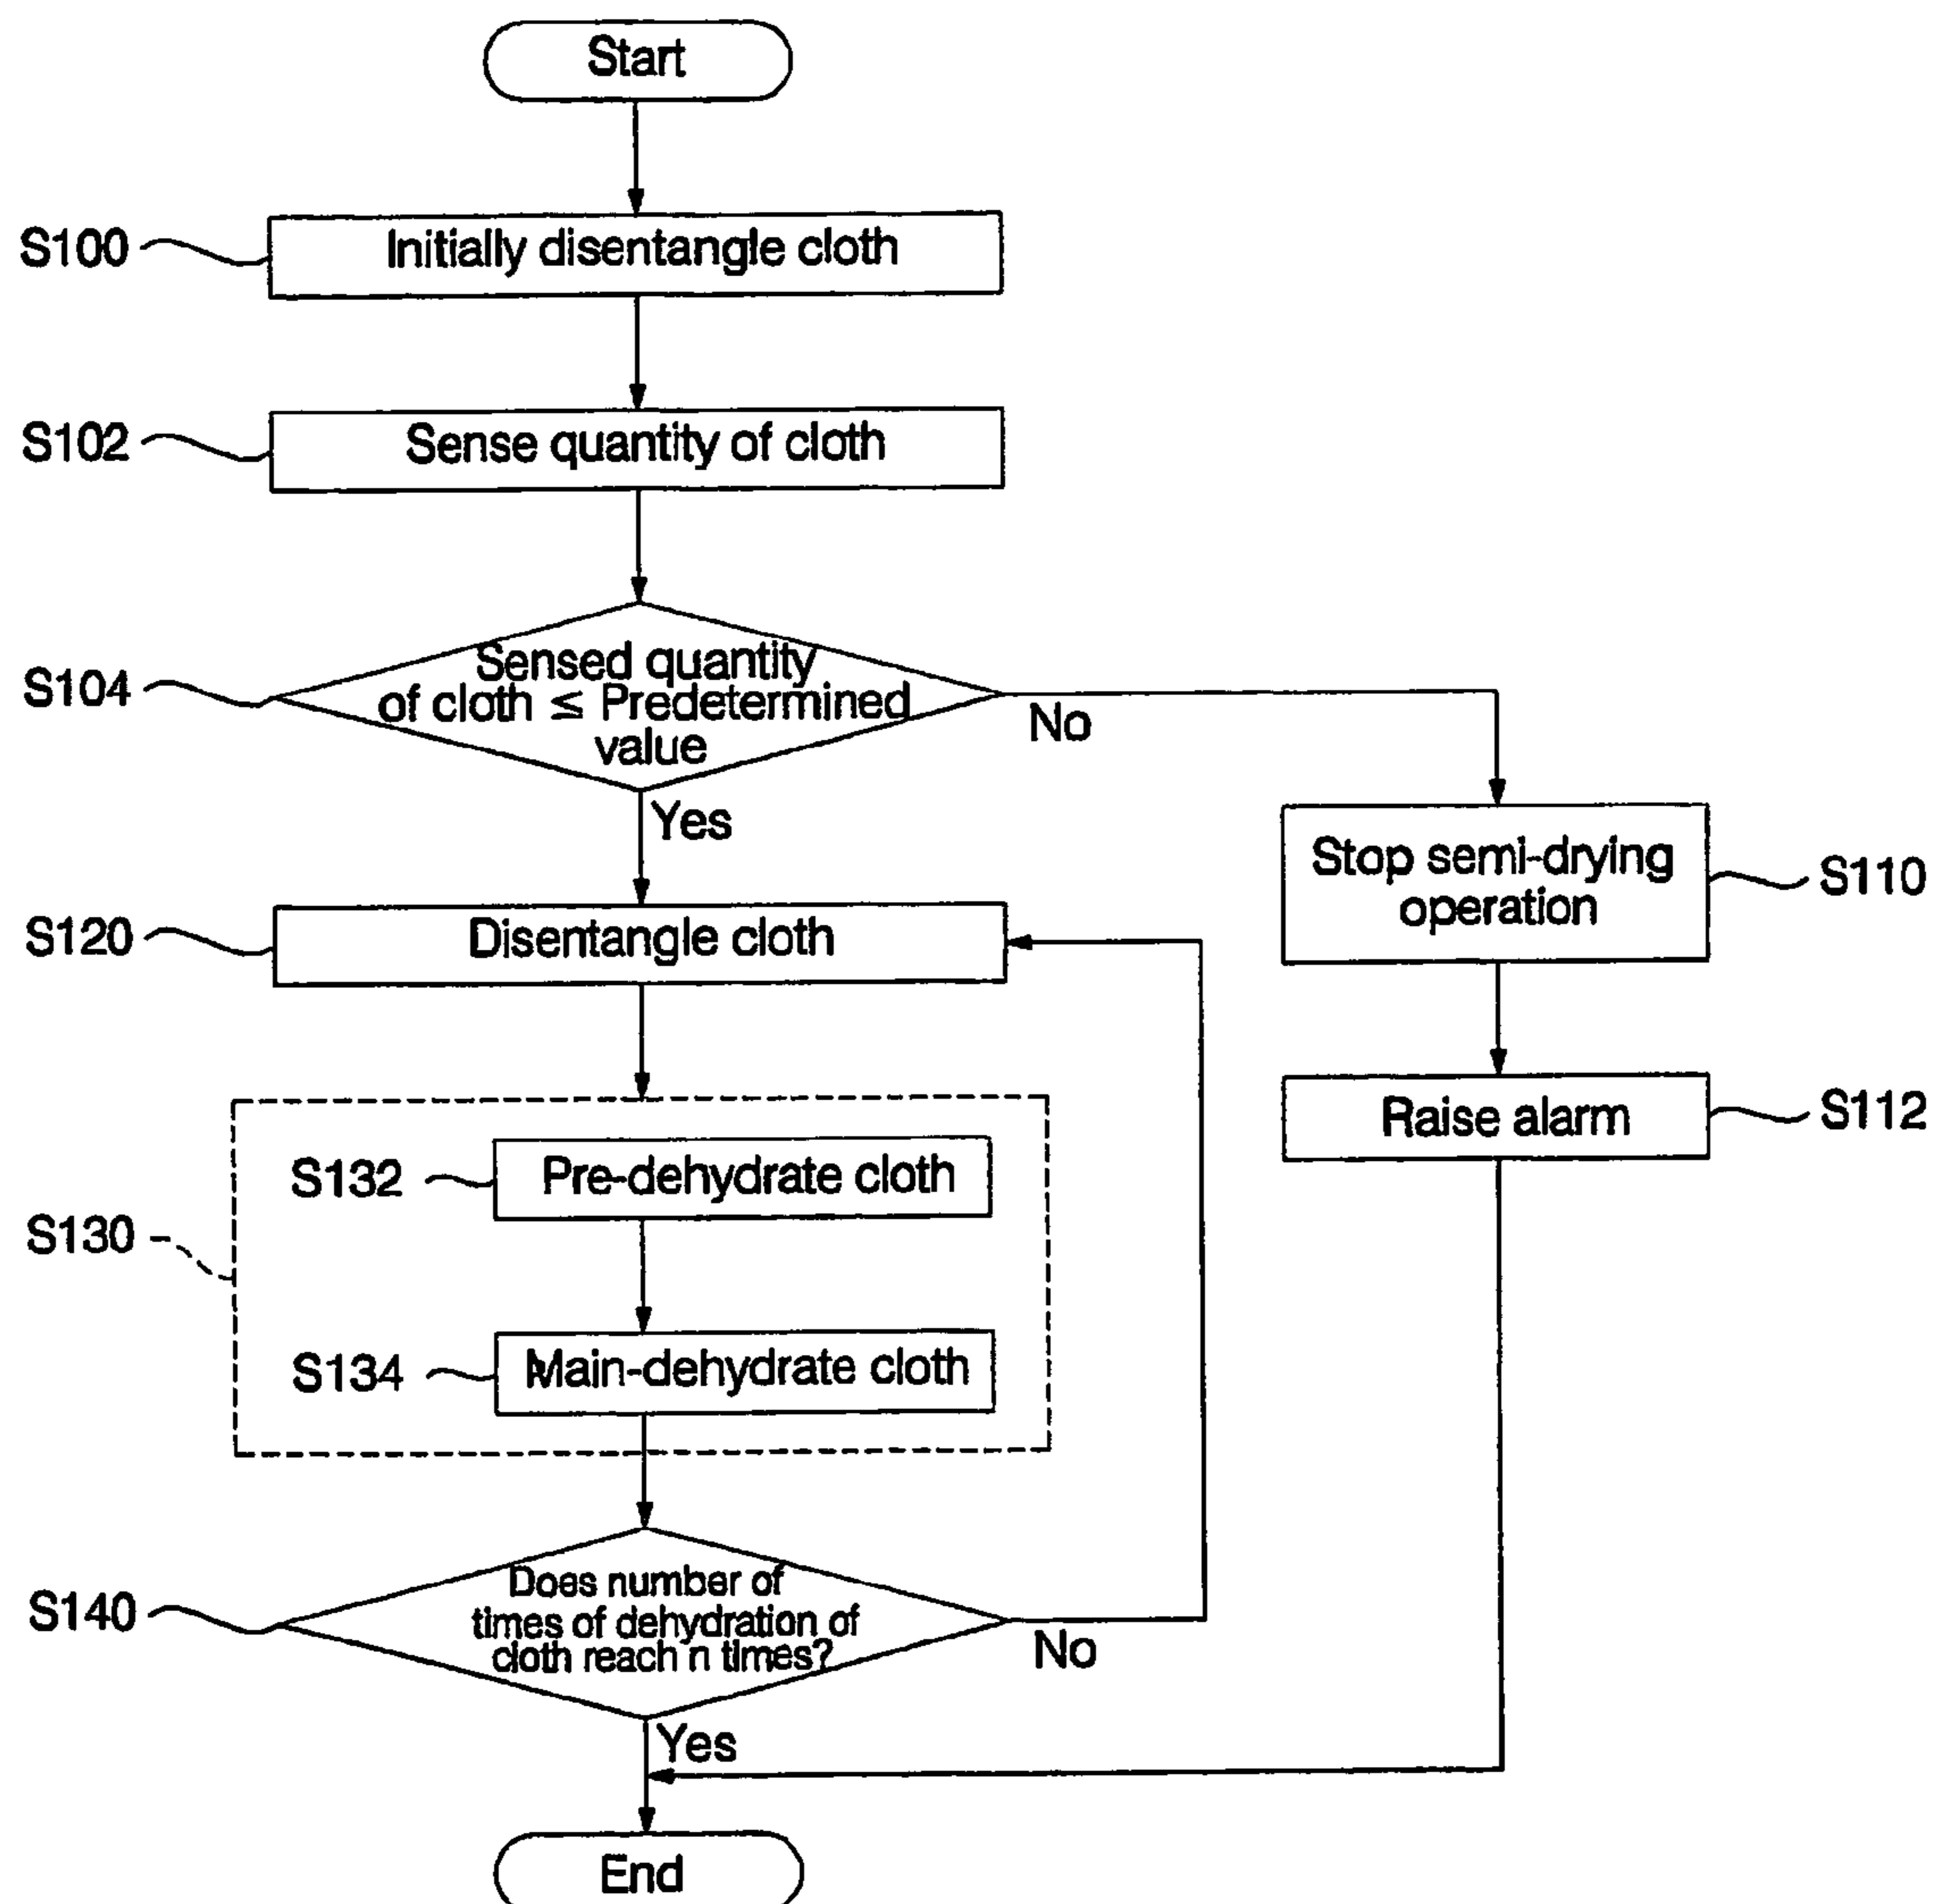 Start
S100
Initially disentangle cloth
S102
Sense quantity of cloth
S104
Sensed quantity
of cloth ≤ Predetermined
value
No
Yes
Stop semi-drying
operation
S110
S120
Disentangle cloth
Raise alarm
S112
S130
S132
Pre-dehydrate cloth
S134
Main-dehydrate cloth
S140
Does number of
times of dehydration of
cloth reach n times?
No
Yes
End